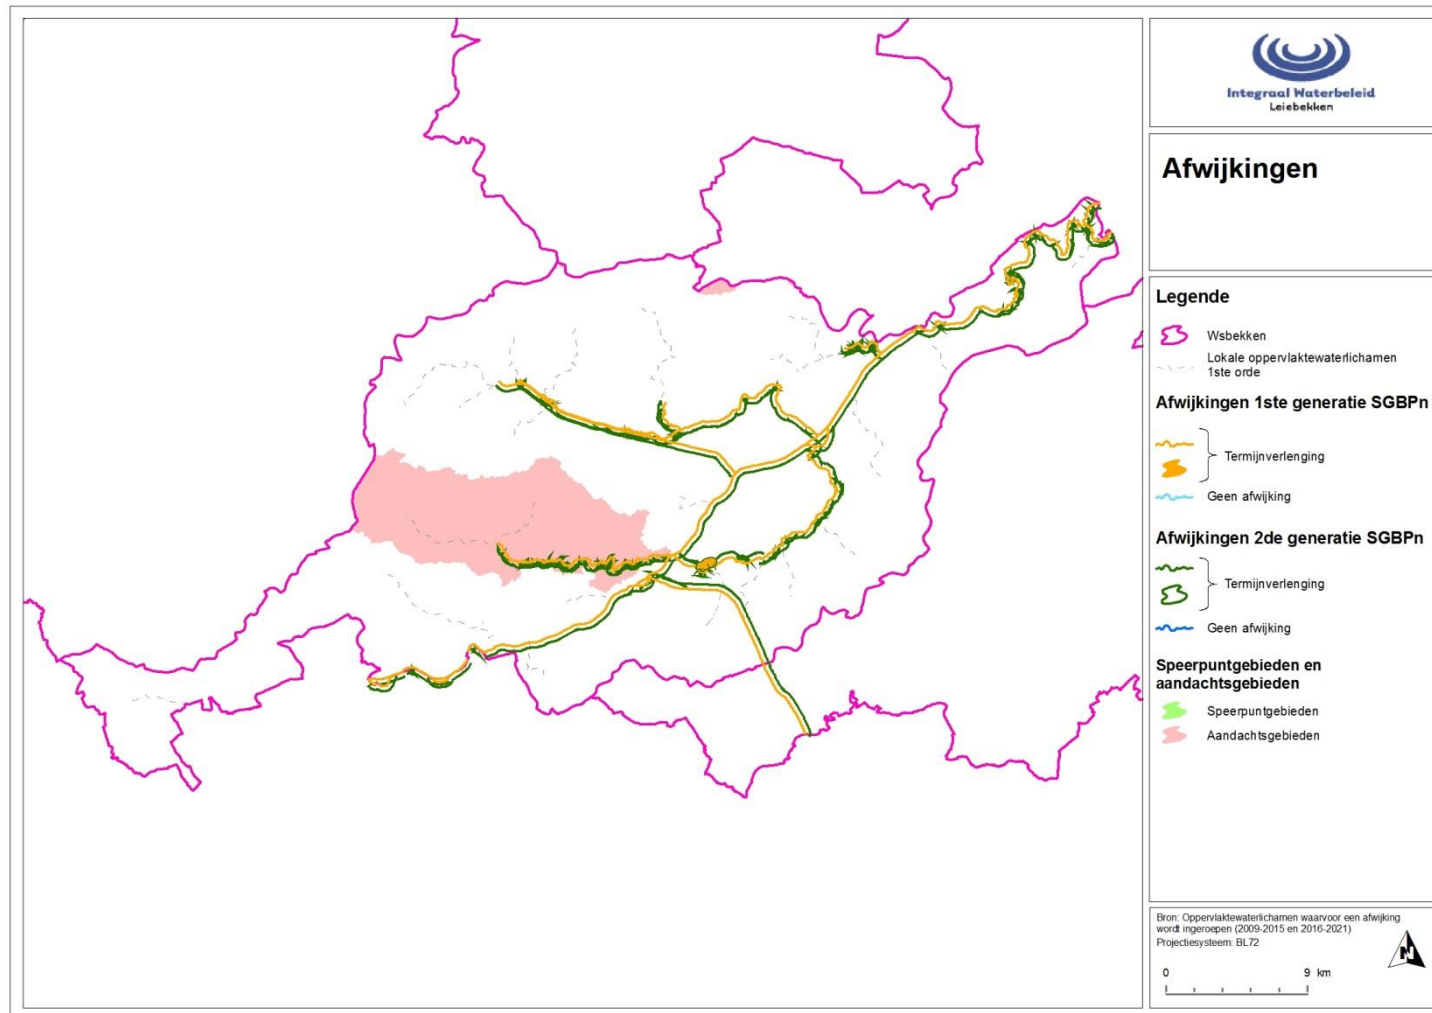 Integraal Waterbeleid
Leiebekken
Afwijkingen
Legende
Wsbekken
Lokale oppervlaktewaterlichamen
1ste orde
Afwijkingen 1ste generatie SGBPn
Termijnverlenging
Geen afwijking
Afwijkingen 2de generatie SGBPn
Termijnverlenging
Geen afwijking
Speerpuntgebieden en
aandachtsgebieden
Speerpuntgebieden
Aandachtsgebieden
Bron: Oppervlaktewaterlichamen waarvoor een afwijking
wordt ingeroepen (2009-2015 en 2016-2021)
Projectiesysteem: BL72
N
0 9 km